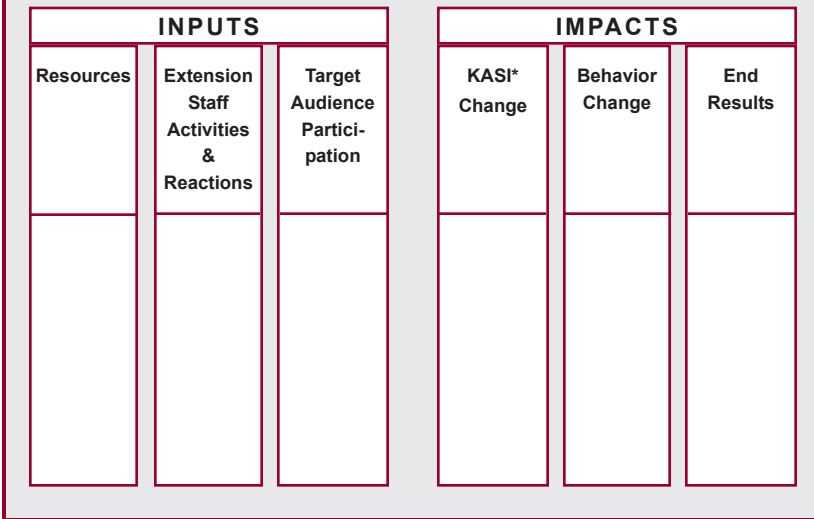 INPUTS
Resources
Extension
Staff
Activities
&
Reactions
Target
Audience
Partici-
pation
IMPACTS
KASI*
Change
Behavior
Change
End
Results